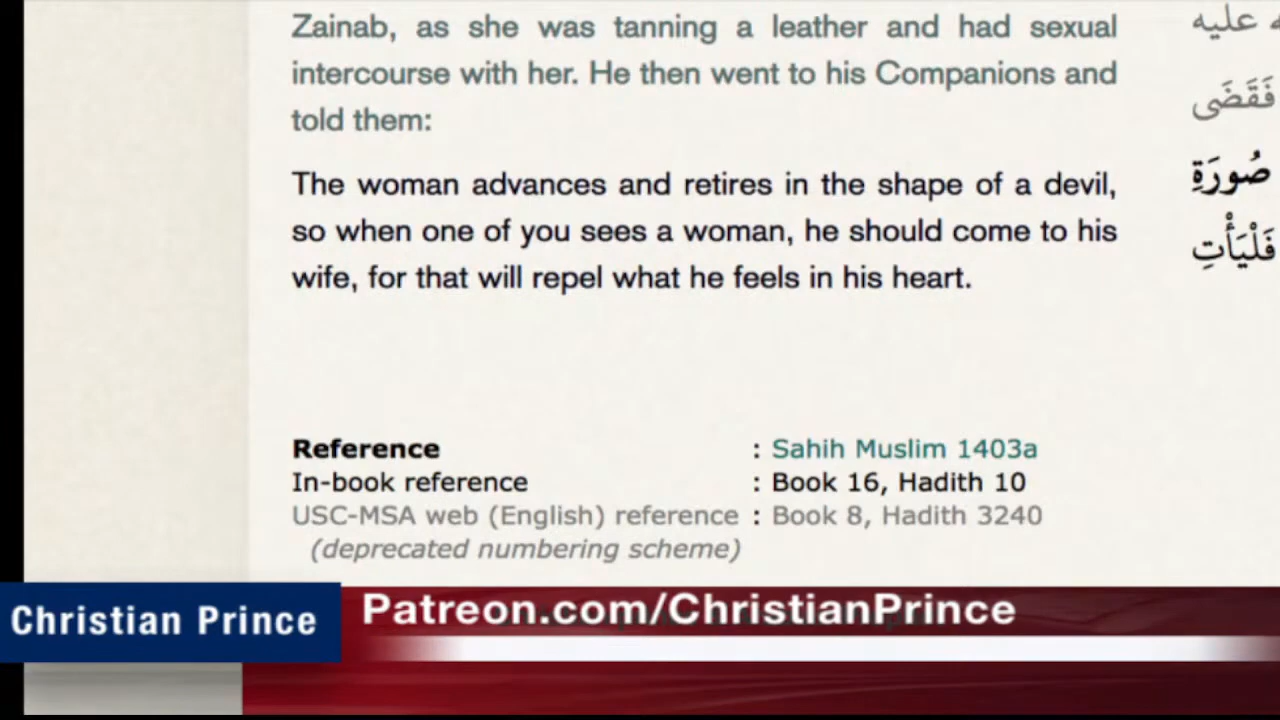 Zainab, as she was tanning a leather and had sexual
intercourse with her. He then went to his Companions and
told them:
The woman advances and retires in the shape of a devil,
so when one of you sees a woman, he should come to his
wife, for that will repel what he feels in his heart.
عليه
فَقَضَى
صُورَةِ
فَلْيَأْتِ
Reference : Sahih Muslim 1403a
In-book reference : Book 16, Hadith 10
USC-MSA web (English) reference : Book 8, Hadith 3240
(deprecated numbering scheme)
Christian Prince
Patreon.com/ChristianPrince